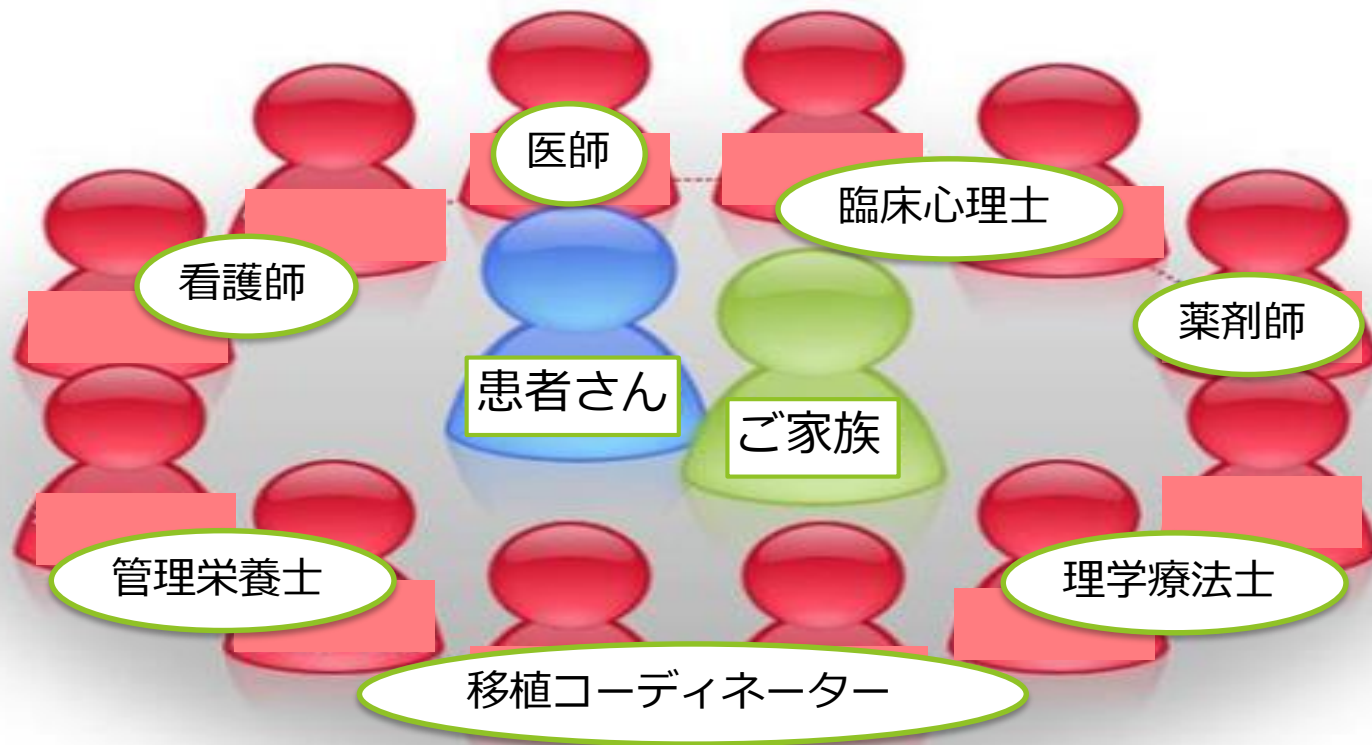 医師
臨床心理士
看護師
薬剤師
患者さん
ご家族
管理栄養士
理学療法士
移植コーディネーター